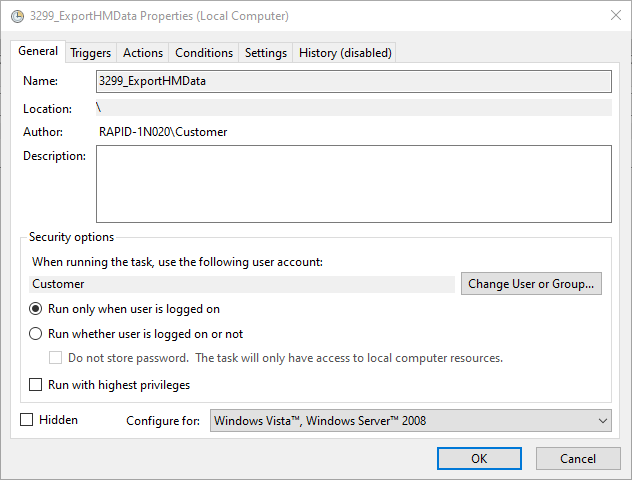 3299_ExportHMData Properties (Local Computer)
General Triggers Actions Conditions Settings History (disabled)
Name: 3299_ExportHMData
Location: \
Author: RAPID-1N020\Customer
Description:
Security options
When running the task, use the following user account:
Customer Change User or Group...
Run only when user is logged on
Run whether user is logged on or not
Do not store password. The task will only have access to local computer resources.
Run with highest privileges
Hidden Configure for: Windows Vista™, Windows Server™ 2008
OK Cancel